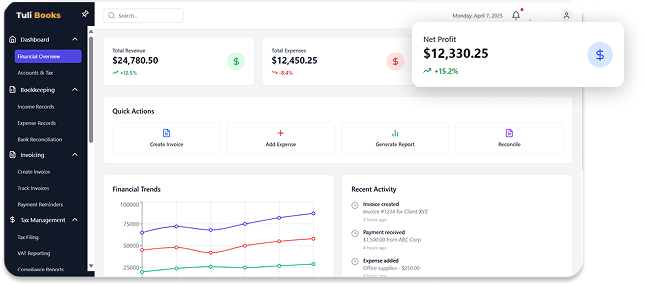 Tuli Books
Search...
Monday, April 7, 2025
Dashboard
Financial Overview
Accounts & Tax
Bookkeeping
Income Records
Expense Records
Bank Reconciliation
Invoicing
Create Invoice
Track Invoices
Payment Reminders
Tax Management
Tax Filing
VAT Reporting
Compliance Reports
Total Revenue
$24,780.50
+12.5%
Total Expenses
$12,450.25
-8.4%
Net Profit
$12,330.25
+15.2%
Quick Actions
Create Invoice
Add Expense
Generate Report
Reconcile
Financial Trends
100000
75000
50000
25000
Recent Activity
Invoice created
Invoice #1234 for Client XYZ
2 hours ago
Payment received
$1,500.00 from ABC Corp
4 hours ago
Expense added
Office supplies - $250.00